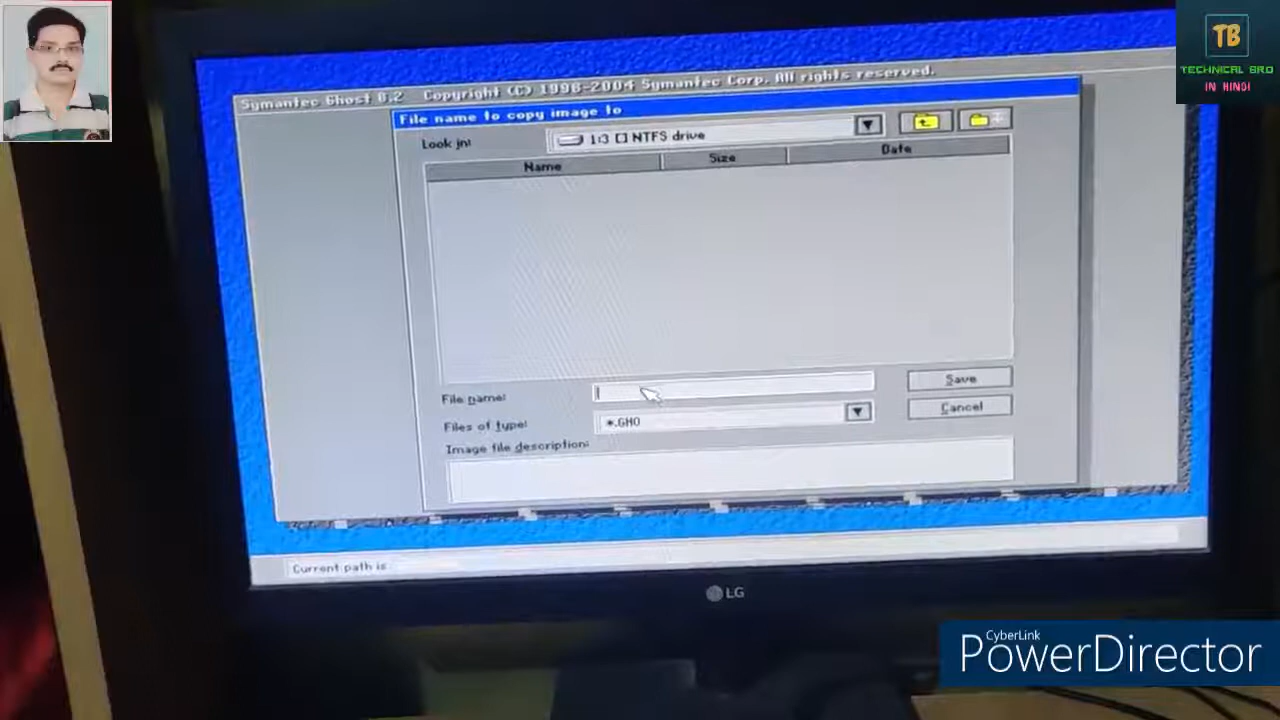 TB
TECHNICAL BRO
IN HINDI
Symantec Ghost 8.2 Copyright (C) 1998-2004 Symantec Corp. All rights reserved.
File name to copy image to
Look in:
1:3 NTFS drive
Name Size Date
File name:
Save
Files of type:
*.GHO
Cancel
Image file description:
Current path is
LG
CyberLink
PowerDirector